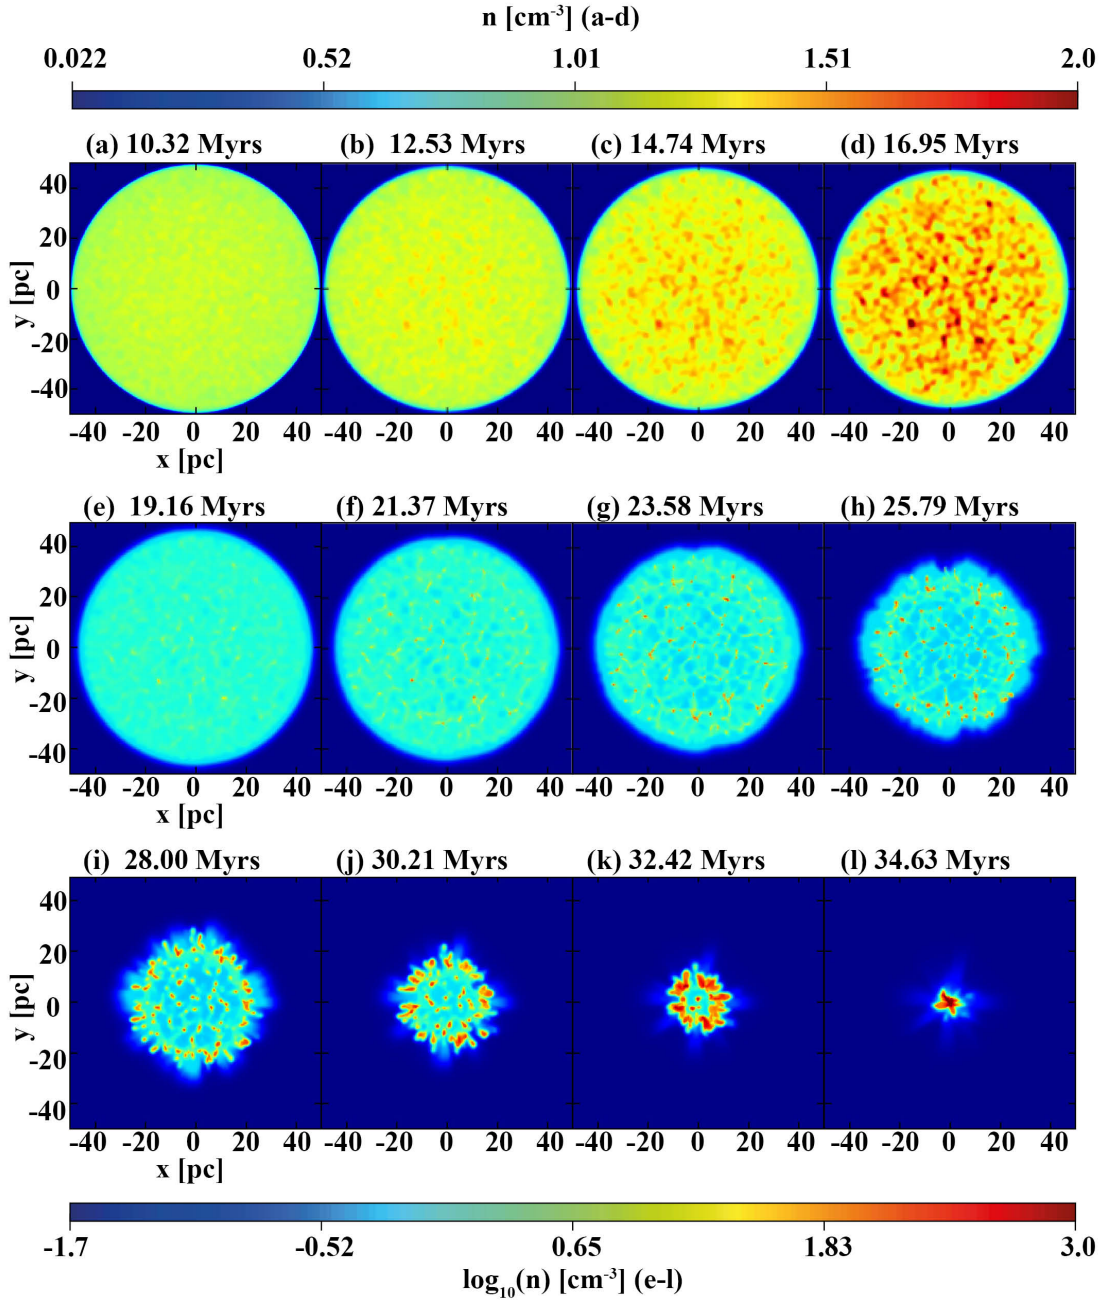 n [cm-3] (a-d)
0.022 0.52 1.01 1.51 2.0
(a) 10.32 Myrs (b) 12.53 Myrs (c) 14.74 Myrs (d) 16.95 Myrs
40
20
0
-20
-40
y [pc]
-40 -20 0 20 40 -40 -20 0 20 40 -40 -20 0 20 40 -40 -20 0 20 40
x [pc]
(e) 19.16 Myrs (f) 21.37 Myrs (g) 23.58 Myrs (h) 25.79 Myrs
40
20
0
-20
-40
y [pc]
-40 -20 0 20 40 -40 -20 0 20 40 -40 -20 0 20 40 -40 -20 0 20 40
x [pc]
(i) 28.00 Myrs (j) 30.21 Myrs (k) 32.42 Myrs (l) 34.63 Myrs
40
20
0
-20
-40
y [pc]
-40 -20 0 20 40 -40 -20 0 20 40 -40 -20 0 20 40 -40 -20 0 20 40
x [pc]
-1.7 -0.52 0.65 1.83 3.0
log10(n) [cm-3] (e-l)